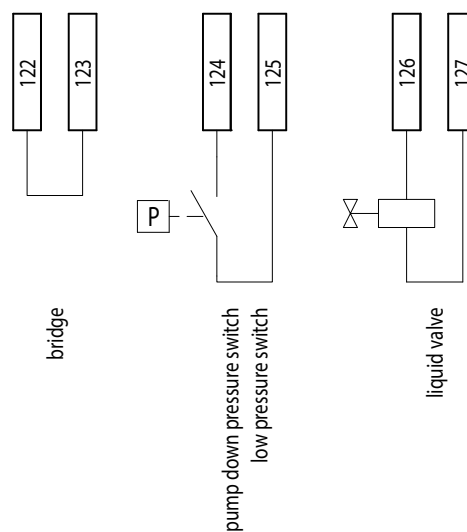 122
123
124
125
126
127
P
bridge
pump down pressure switch
low pressure switch
liquid valve